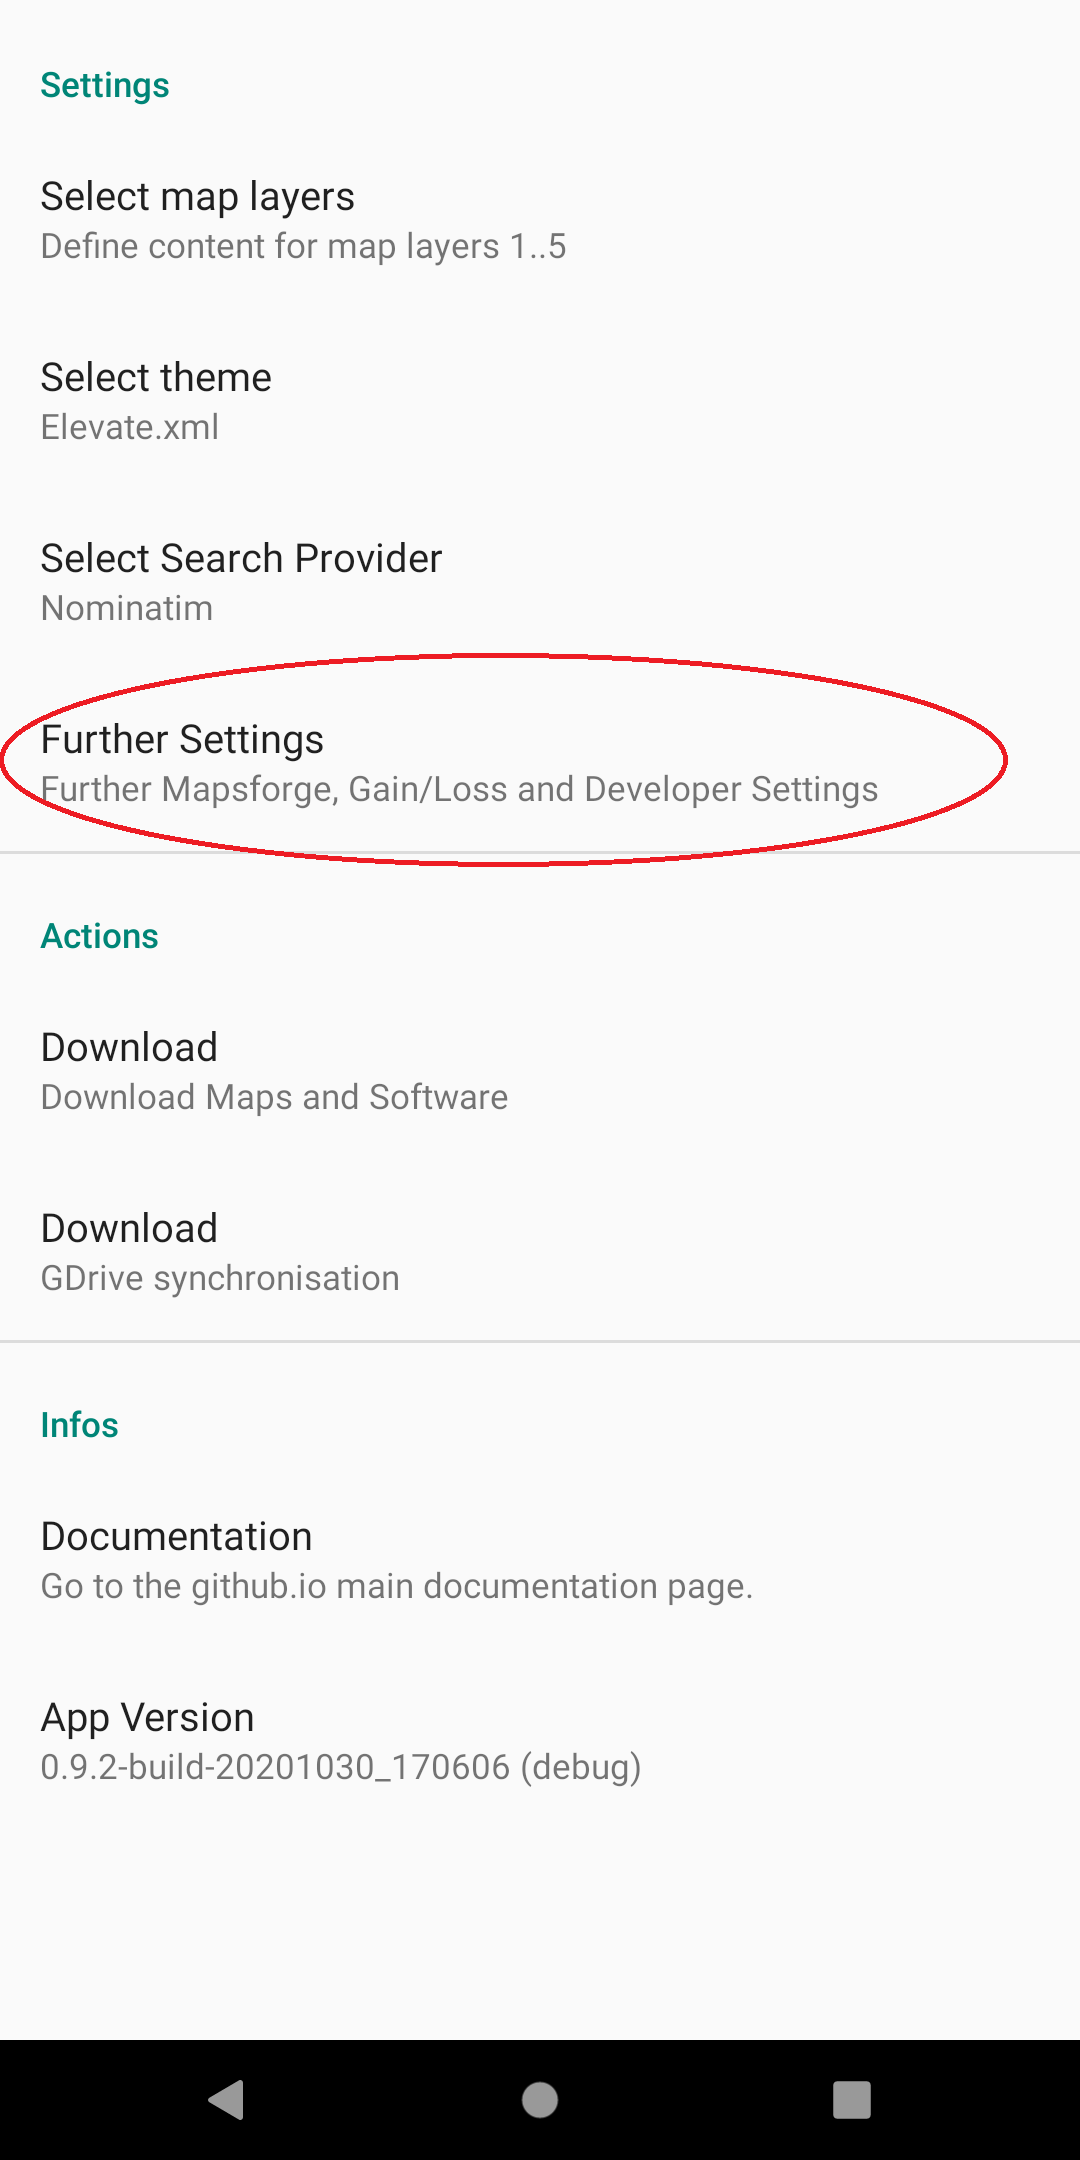 Settings
Select map layers
Define content for map layers 1..5
Select theme
Elevate.xml
Select Search Provider
Nominatim
Further Settings
Further Mapsforge, Gain/Loss and Developer Settings
Actions
Download
Download Maps and Software
Download
GDrive synchronisation
Infos
Documentation
Go to the github.io main documentation page.
App Version
0.9.2-build-20201030_170606 (debug)